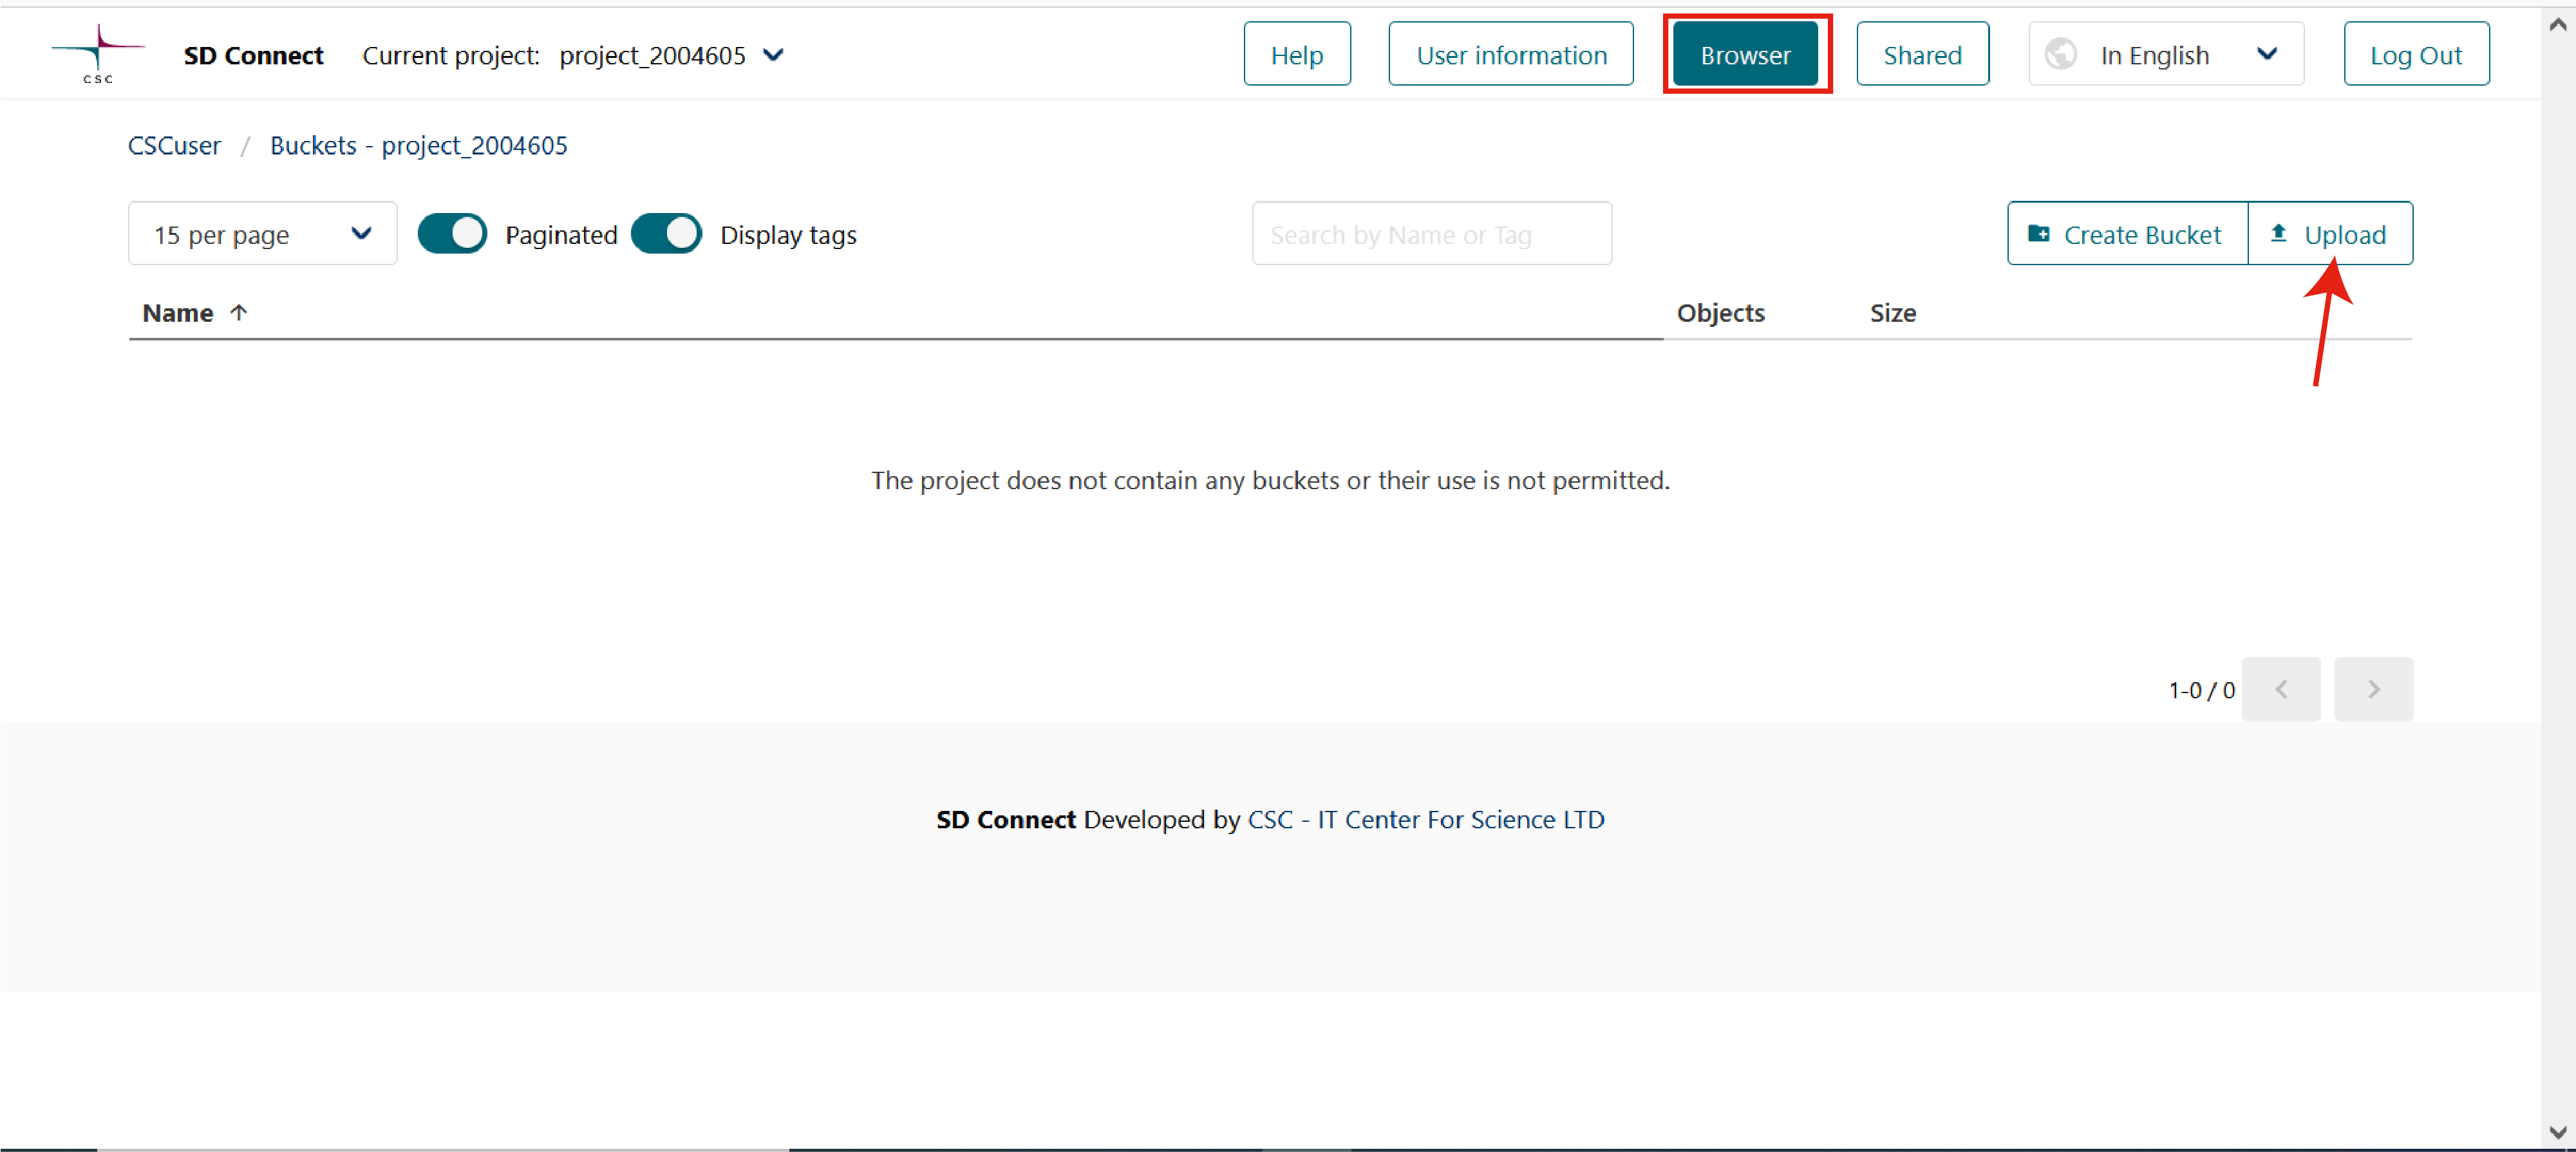 CSC
SD Connect Current project: project_2004605
Help User information Browser Shared In English Log Out
CSCuser / Buckets - project_2004605
15 per page Paginated Display tags Search by Name or Tag Create Bucket Upload
Name Objects Size
The project does not contain any buckets or their use is not permitted.
1-0 / 0
SD Connect Developed by CSC - IT Center For Science LTD